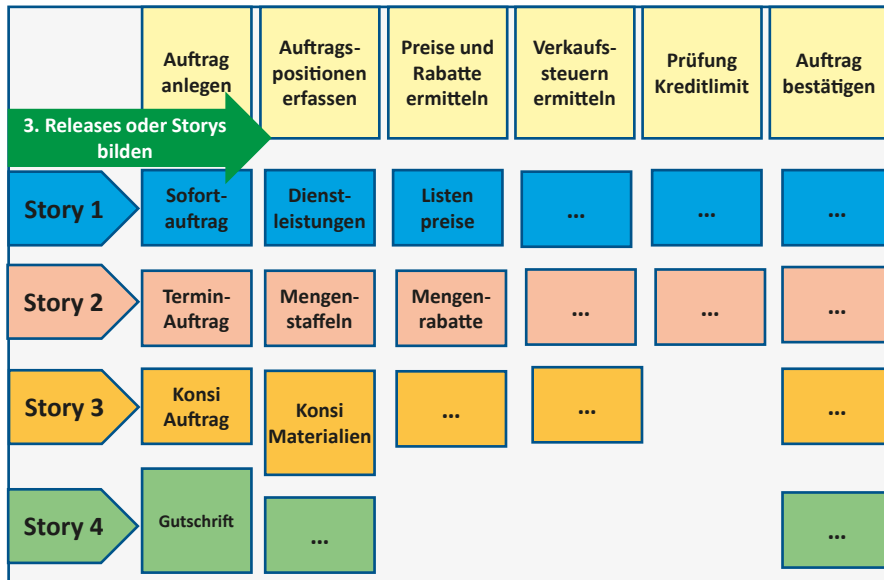 Auftrag
anlegen
Auftrags-
positionen
erfassen
Preise und
Rabatte
ermitteln
Verkaufs-
steuern
ermitteln
Prüfung
Kreditlimit
Auftrag
bestätigen
3. Releases oder Storys
bilden
Story 1
Sofort-
auftrag
Dienst-
leistungen
Listen
preise
...
...
...
Story 2
Termin-
Auftrag
Mengen-
staffeln
Mengen-
rabatte
...
...
...
Story 3
Konsi
Auftrag
Konsi
Materialien
...
...
...
Story 4
Gutschrift
...
...